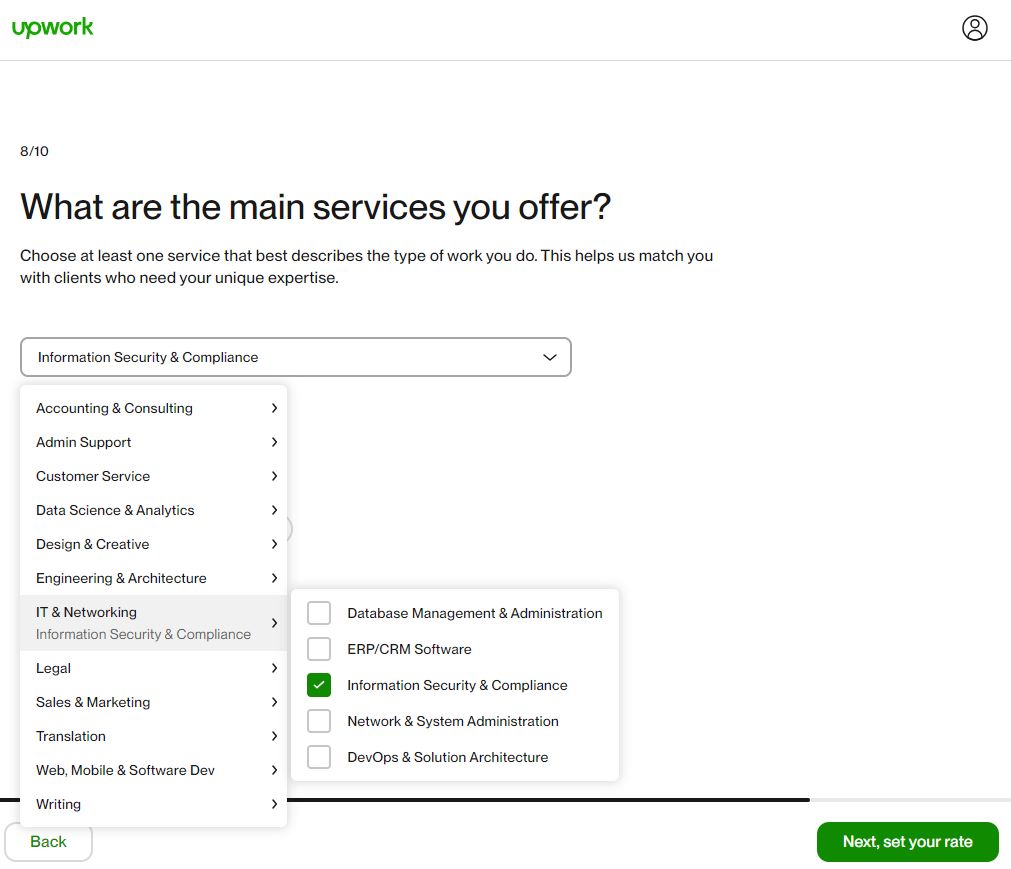 upwork
8/10
What are the main services you offer?
Choose at least one service that best describes the type of work you do. This helps us match you
with clients who need your unique expertise.
Information Security & Compliance
Accounting & Consulting
Admin Support
Customer Service
Data Science & Analytics
Design & Creative
Engineering & Architecture
IT & Networking
Information Security & Compliance
Legal
Sales & Marketing
Translation
Web, Mobile & Software Dev
Writing
Database Management & Administration
ERP/CRM Software
Information Security & Compliance
Network & System Administration
DevOps & Solution Architecture
Back
Next, set your rate